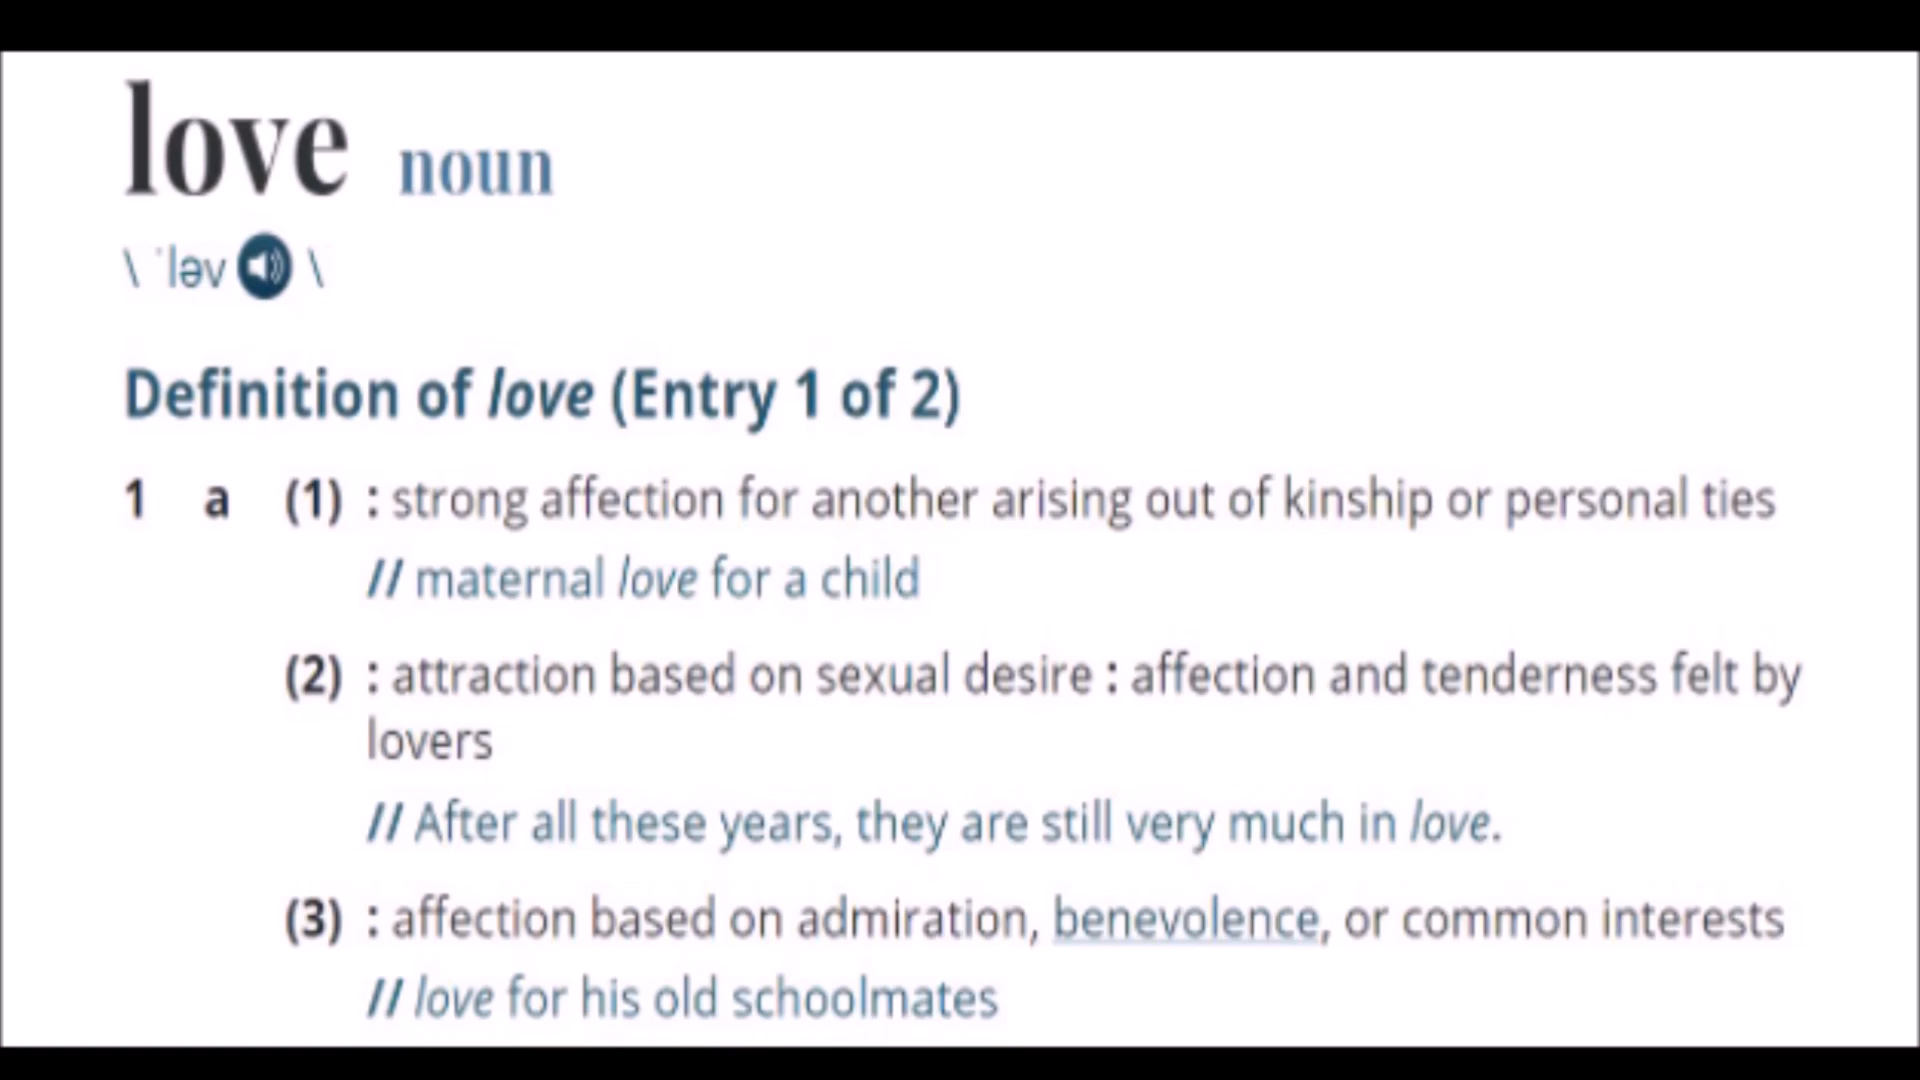 love noun
\ ˈləv \
Definition of love (Entry 1 of 2)
1 a (1) : strong affection for another arising out of kinship or personal ties
// maternal love for a child
(2) : attraction based on sexual desire : affection and tenderness felt by
lovers
// After all these years, they are still very much in love.
(3) : affection based on admiration, benevolence, or common interests
// love for his old schoolmates